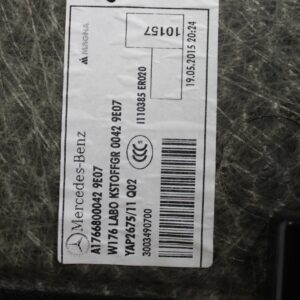 MAGNA
10157
19.05.2015 20:24
I110385 ER020
Mercedes-Benz
A1766800042 9E07
W176 LABO KSTOFFGR 0042 9E07
YAP2675/11 Q02
3003490700